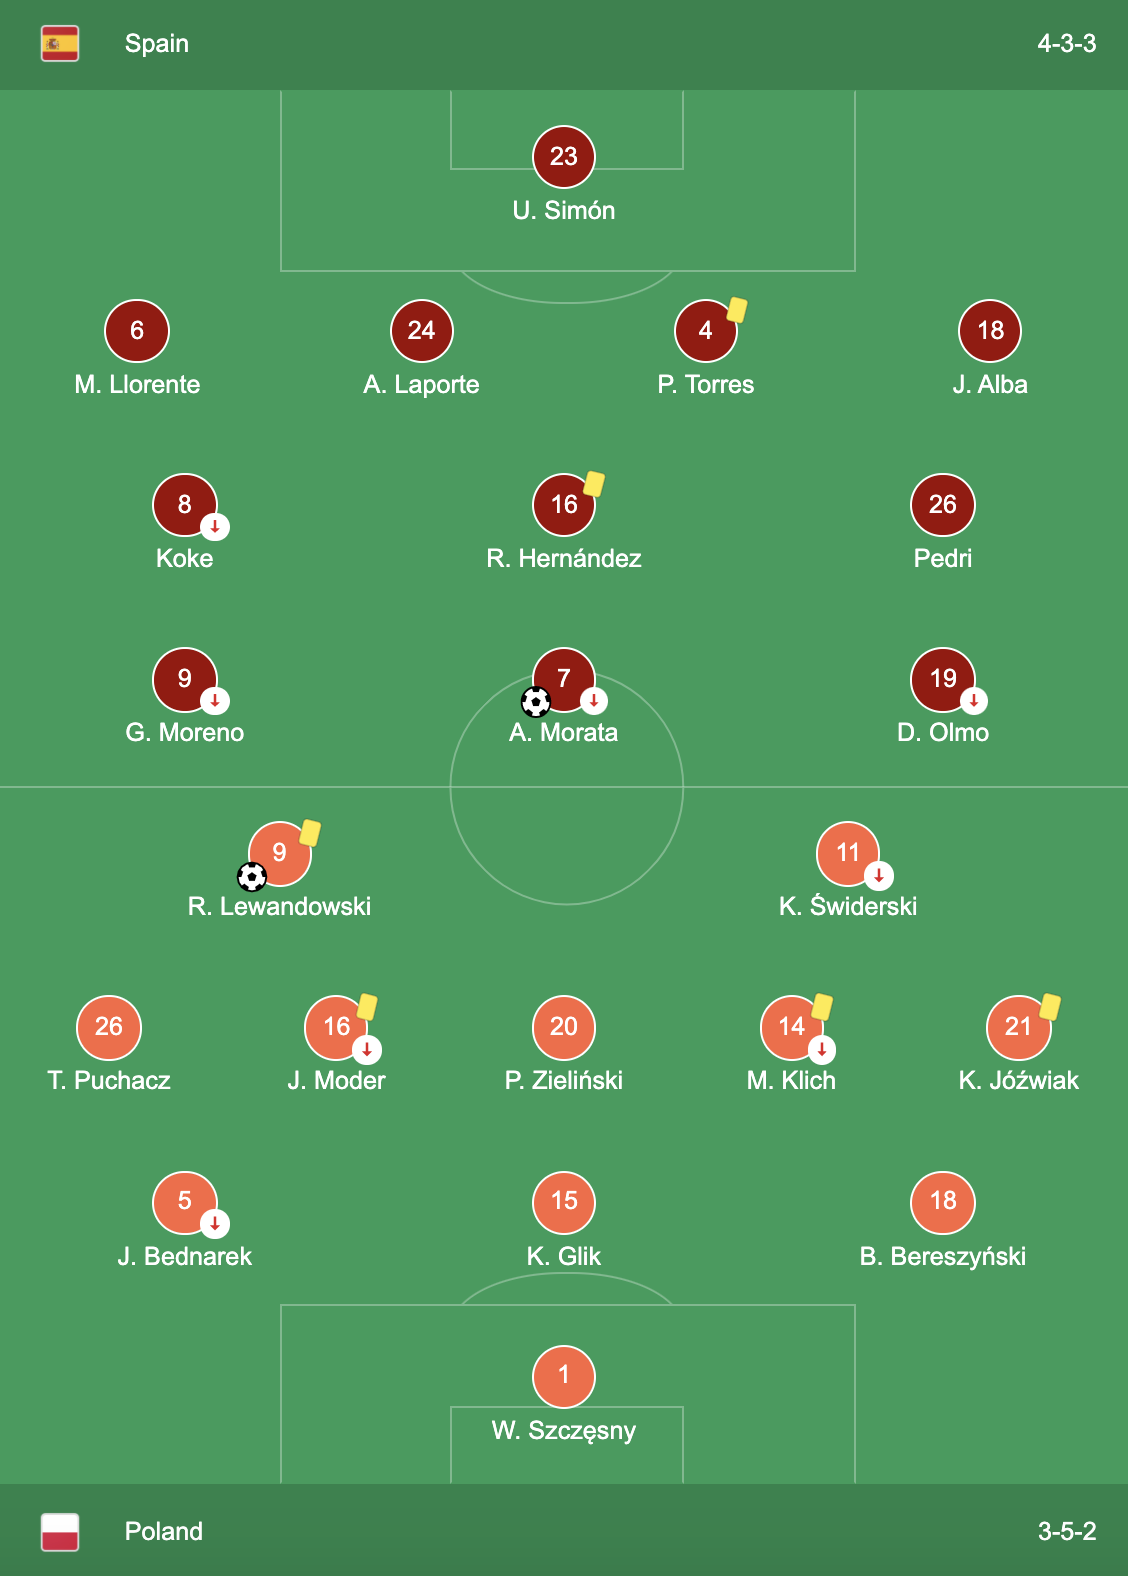 Spain 4-3-3
23
U. Simón
6 24 4 18
M. Llorente A. Laporte P. Torres J. Alba
8 16 26
Koke R. Hernández Pedri
9 7 19
G. Moreno A. Morata D. Olmo
9 11
R. Lewandowski K. Świderski
26 16 20 14 21
T. Puchacz J. Moder P. Zieliński M. Klich K. Jóźwiak
5 15 18
J. Bednarek K. Glik B. Bereszyński
1
W. Szczęsny
Poland 3-5-2